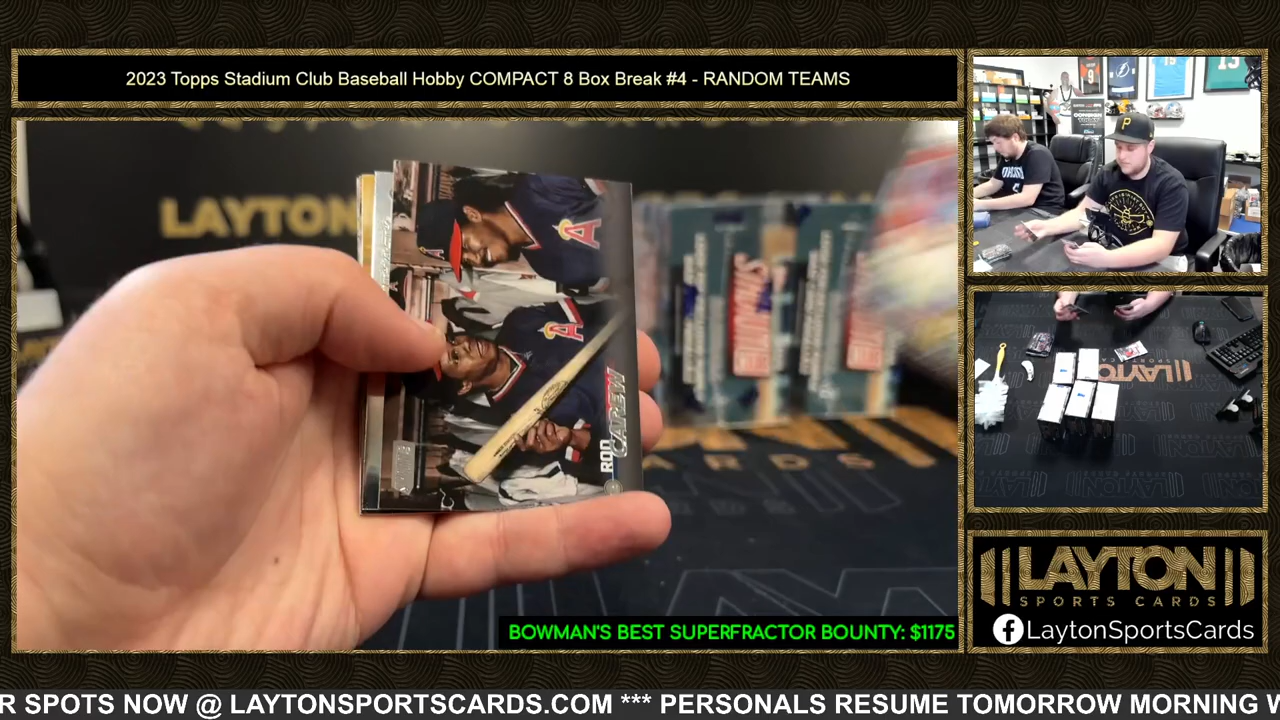 2023 Topps Stadium Club Baseball Hobby COMPACT 8 Box Break #4 - RANDOM TEAMS
LAYTON
ROD
CAREW
BOWMAN'S BEST SUPERFRACTOR BOUNTY: $1175
LAYTON
LAYTON
SPORTS CARDS
LaytonSportsCards
R SPOTS NOW @ LAYTONSPORTSCARDS.COM *** PERSONALS RESUME TOMORROW MORNING W